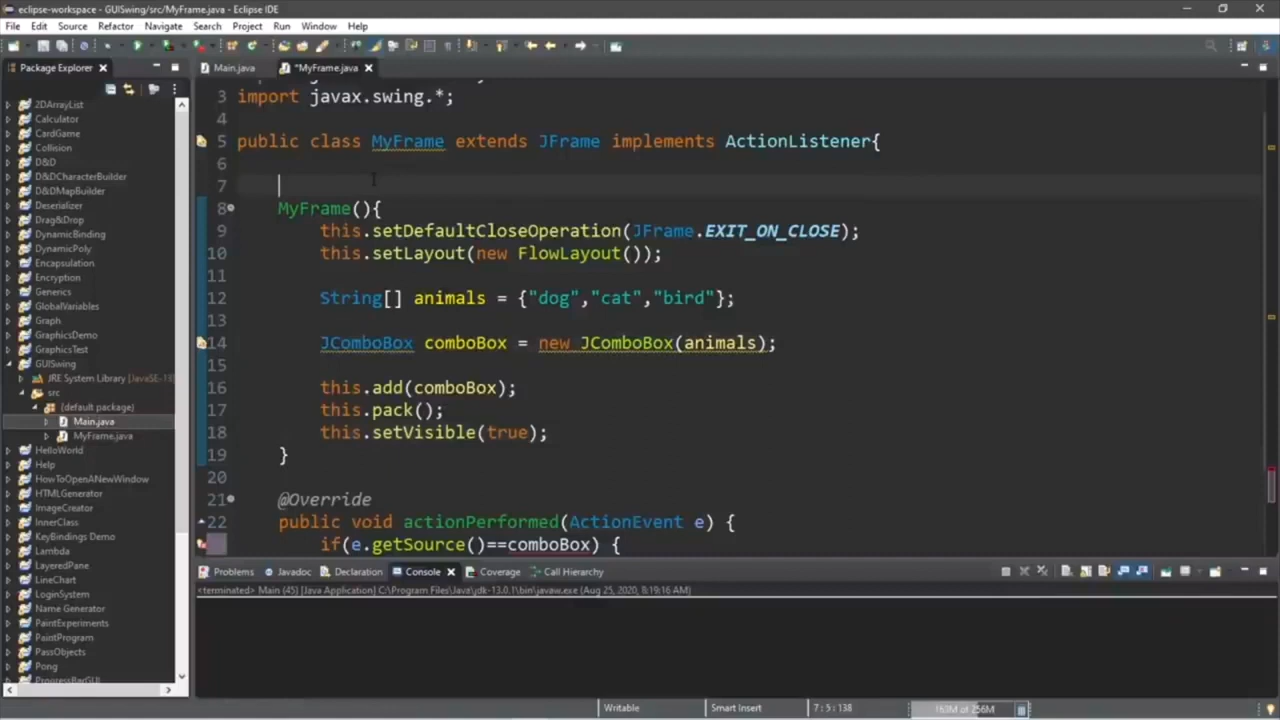 eclipse-workspace - GUISwing/src/MyFrame.java - Eclipse IDE
File Edit Source Refactor Navigate Search Project Run Window Help
Package Explorer
Main.java *MyFrame.java
2DArrayList
Calculator
CardGame
Collision
D&D
D&DCharacterBuilder
D&DMapBuilder
Deserializer
Drag&Drop
DynamicBinding
DynamicPoly
Encapsulation
Encryption
Generics
GlobalVariables
Graph
GraphicsDemo
GraphicsTest
GUISwing
JRE System Library [JavaSE-13]
src
(default package)
Main.java
MyFrame.java
HelloWorld
Help
HowToOpenANewWindow
HTMLGenerator
ImageCreator
InnerClass
KeyBindings Demo
Lambda
LayeredPane
LineChart
LoginSystem
Name Generator
PaintExperiments
PaintProgram
PassObjects
Pong
ProgressBarGUI
3 import javax.swing.*;
4
5 public class MyFrame extends JFrame implements ActionListener{
6
7
8 MyFrame(){
9 this.setDefaultCloseOperation(JFrame.EXIT_ON_CLOSE);
10 this.setLayout(new FlowLayout());
11
12 String[] animals = {"dog","cat","bird"};
13
14 JComboBox comboBox = new JComboBox(animals);
15
16 this.add(comboBox);
17 this.pack();
18 this.setVisible(true);
19 }
20
21 @Override
22 public void actionPerformed(ActionEvent e) {
if(e.getSource()==comboBox) {
Problems Javadoc Declaration Console Coverage Call Hierarchy
<terminated> Main (45) [Java Application] C:\Program Files\Java\jdk-13.0.1\bin\javaw.exe (Aug 25, 2020, 8:19:16 AM)
Writable Smart Insert 7 : 5 : 138 163M of 256M